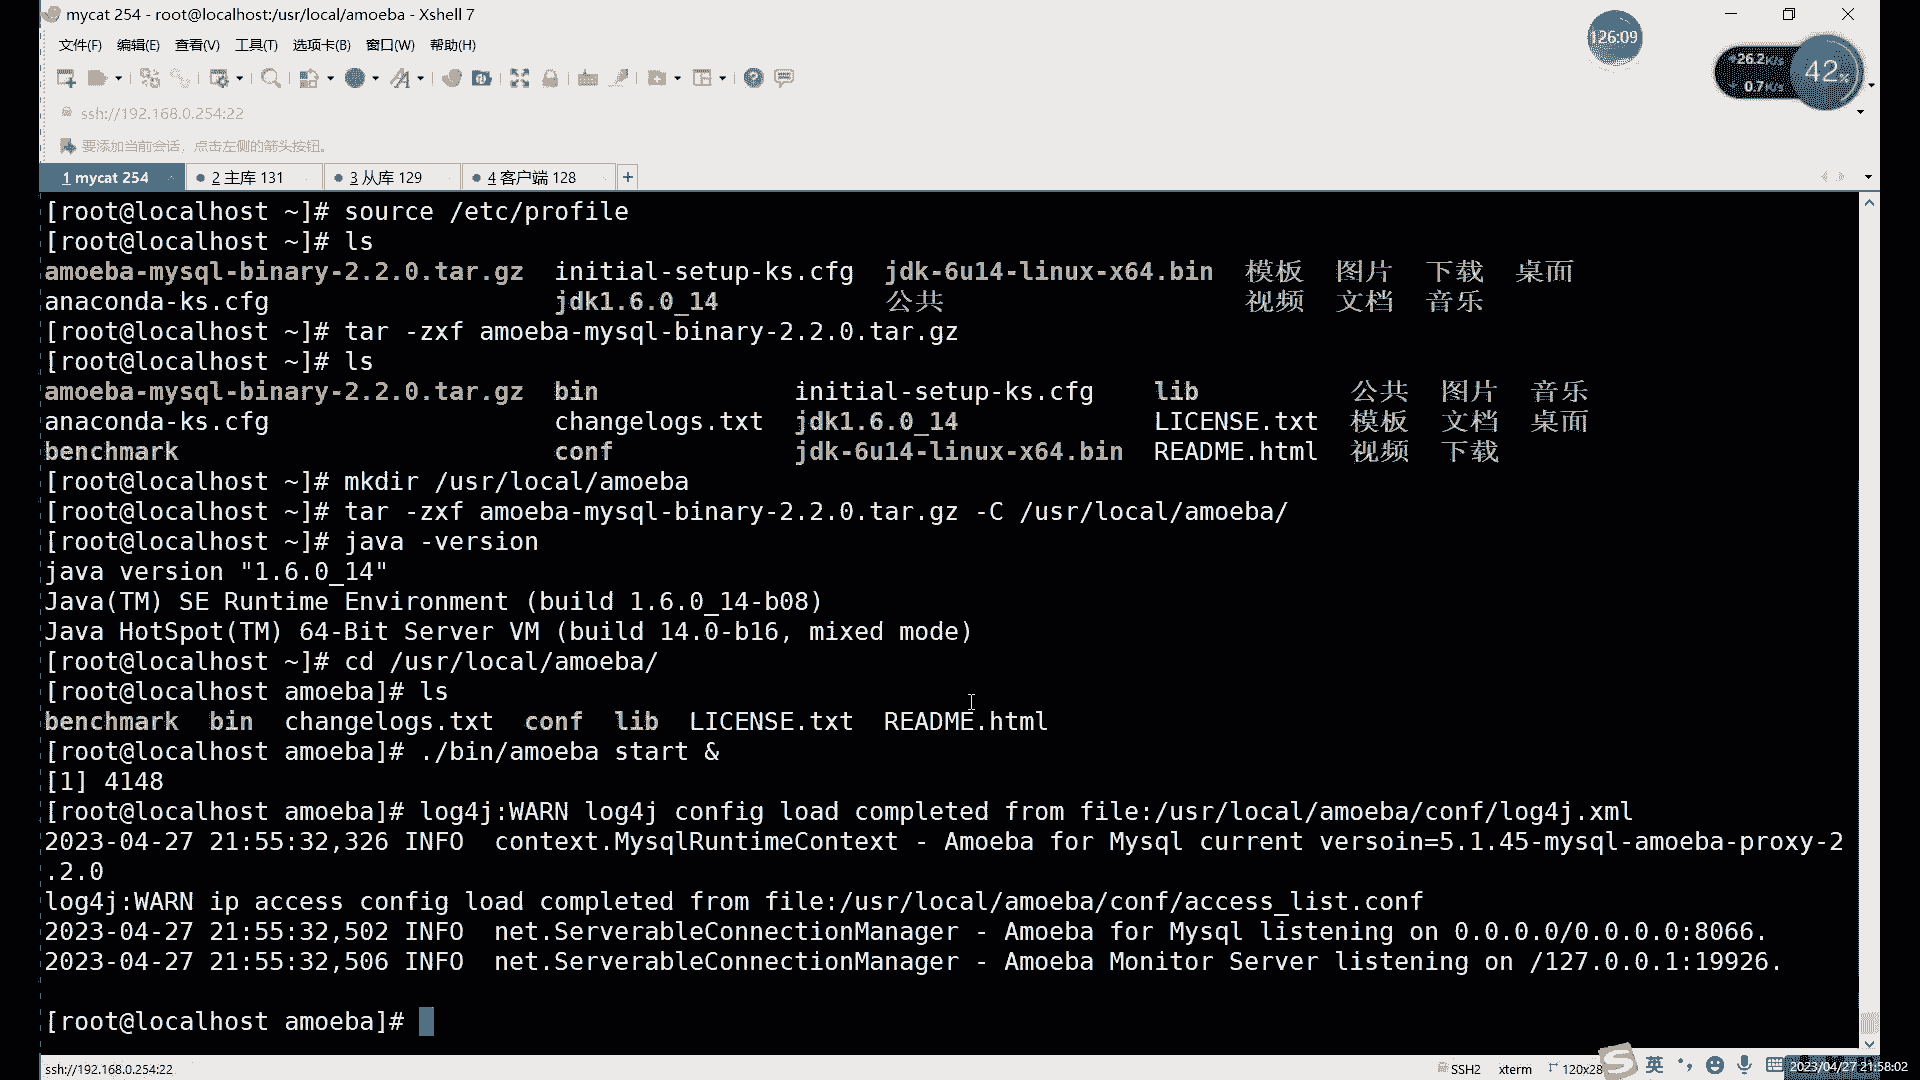 mycat 254 - root@localhost:/usr/local/amoeba - Xshell 7
126:09
文件(F) 编辑(E) 查看(V) 工具(T) 选项卡(B) 窗口(W) 帮助(H)
26.2K/s
0.7K/s
42%
ssh://192.168.0.254:22
要添加当前会话，点击左侧的箭头按钮。
1 mycat 254 2 主库 131 3 从库 129 4 客户端 128 +
[root@localhost ~]# source /etc/profile
[root@localhost ~]# ls
amoeba-mysql-binary-2.2.0.tar.gz initial-setup-ks.cfg jdk-6u14-linux-x64.bin 模板 图片 下载 桌面
anaconda-ks.cfg jdk1.6.0_14 公共 视频 文档 音乐
[root@localhost ~]# tar -zxf amoeba-mysql-binary-2.2.0.tar.gz
[root@localhost ~]# ls
amoeba-mysql-binary-2.2.0.tar.gz bin initial-setup-ks.cfg lib 公共 图片 音乐
anaconda-ks.cfg changelogs.txt jdk1.6.0_14 LICENSE.txt 模板 文档 桌面
benchmark conf jdk-6u14-linux-x64.bin README.html 视频 下载
[root@localhost ~]# mkdir /usr/local/amoeba
[root@localhost ~]# tar -zxf amoeba-mysql-binary-2.2.0.tar.gz -C /usr/local/amoeba/
[root@localhost ~]# java -version
java version "1.6.0_14"
Java(TM) SE Runtime Environment (build 1.6.0_14-b08)
Java HotSpot(TM) 64-Bit Server VM (build 14.0-b16, mixed mode)
[root@localhost ~]# cd /usr/local/amoeba/
[root@localhost amoeba]# ls
benchmark bin changelogs.txt conf lib LICENSE.txt README.html
[root@localhost amoeba]# ./bin/amoeba start &
[1] 4148
[root@localhost amoeba]# log4j:WARN log4j config load completed from file:/usr/local/amoeba/conf/log4j.xml
2023-04-27 21:55:32,326 INFO context.MysqlRuntimeContext - Amoeba for Mysql current versoin=5.1.45-mysql-amoeba-proxy-2
.2.0
log4j:WARN ip access config load completed from file:/usr/local/amoeba/conf/access_list.conf
2023-04-27 21:55:32,502 INFO net.ServerableConnectionManager - Amoeba for Mysql listening on 0.0.0.0/0.0.0.0:8066.
2023-04-27 21:55:32,506 INFO net.ServerableConnectionManager - Amoeba Monitor Server listening on /127.0.0.1:19926.
[root@localhost amoeba]#
ssh://192.168.0.254:22 SSH2 xterm 120x28 英 2023/04/27 21:58:02